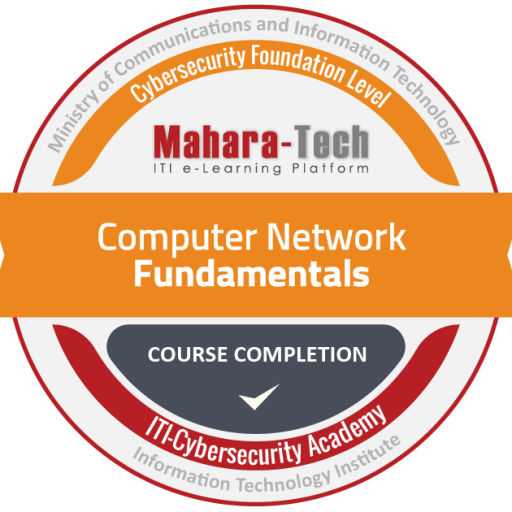 Ministry of Communications and Information Technology
Cybersecurity Foundation Level
Mahara-Tech
ITI e-Learning Platform
Computer Network
Fundamentals
COURSE COMPLETION
ITI-Cybersecurity Academy
Information Technology Institute